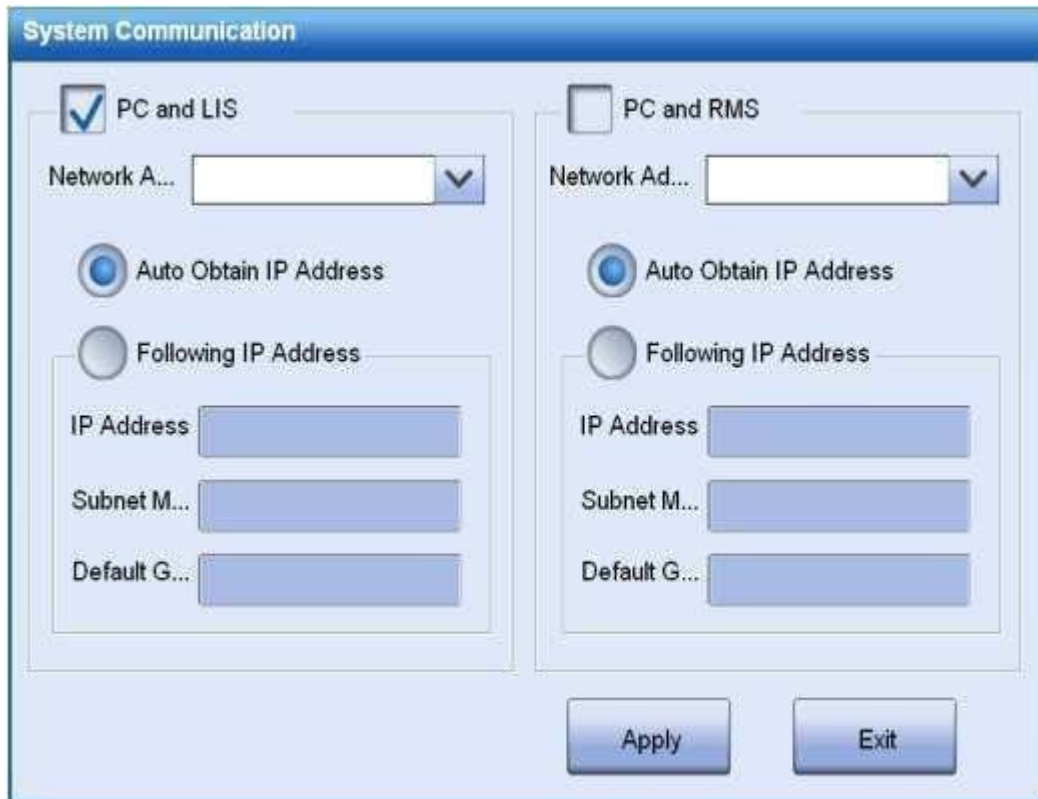 System Communication
PC and LIS
Network A...
Auto Obtain IP Address
Following IP Address
IP Address
Subnet M...
Default G...
PC and RMS
Network Ad...
Auto Obtain IP Address
Following IP Address
IP Address
Subnet M...
Default G...
Apply
Exit